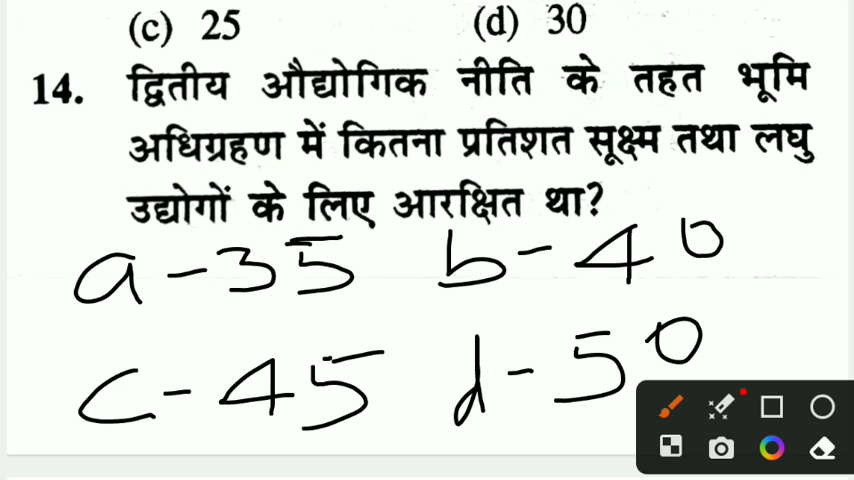 (c) 25 (d) 30
14. द्वितीय औद्योगिक नीति के तहत भूमि
अधिग्रहण में कितना प्रतिशत सूक्ष्म तथा लघु
उद्योगों के लिए आरक्षित था?
a-35 b-40
c-45 d-50